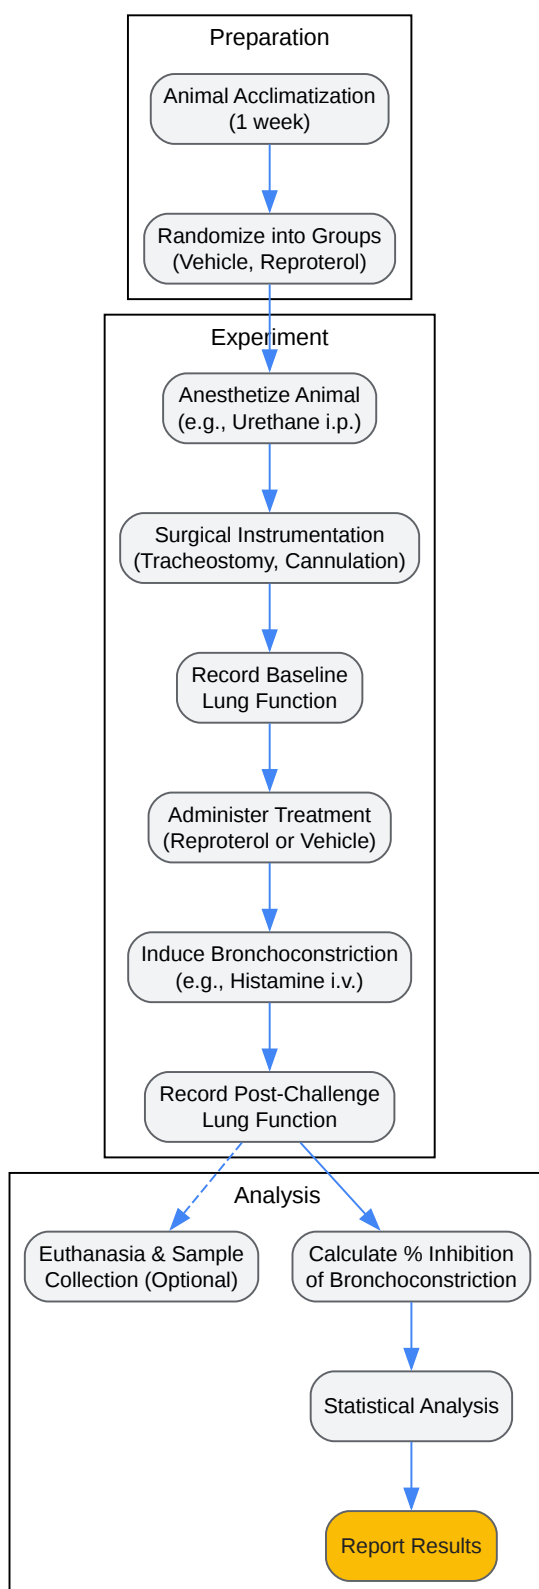 Preparation
Animal Acclimatization
(1 week)
Randomize into Groups
(Vehicle, Reproterol)
Experiment
Anesthetize Animal
(e.g., Urethane i.p.)
Surgical Instrumentation
(Tracheostomy, Cannulation)
Record Baseline
Lung Function
Administer Treatment
(Reproterol or Vehicle)
Induce Bronchoconstriction
(e.g., Histamine i.v.)
Record Post-Challenge
Lung Function
Analysis
Euthanasia & Sample
Collection (Optional)
Calculate % Inhibition
of Bronchoconstriction
Statistical Analysis
Report Results